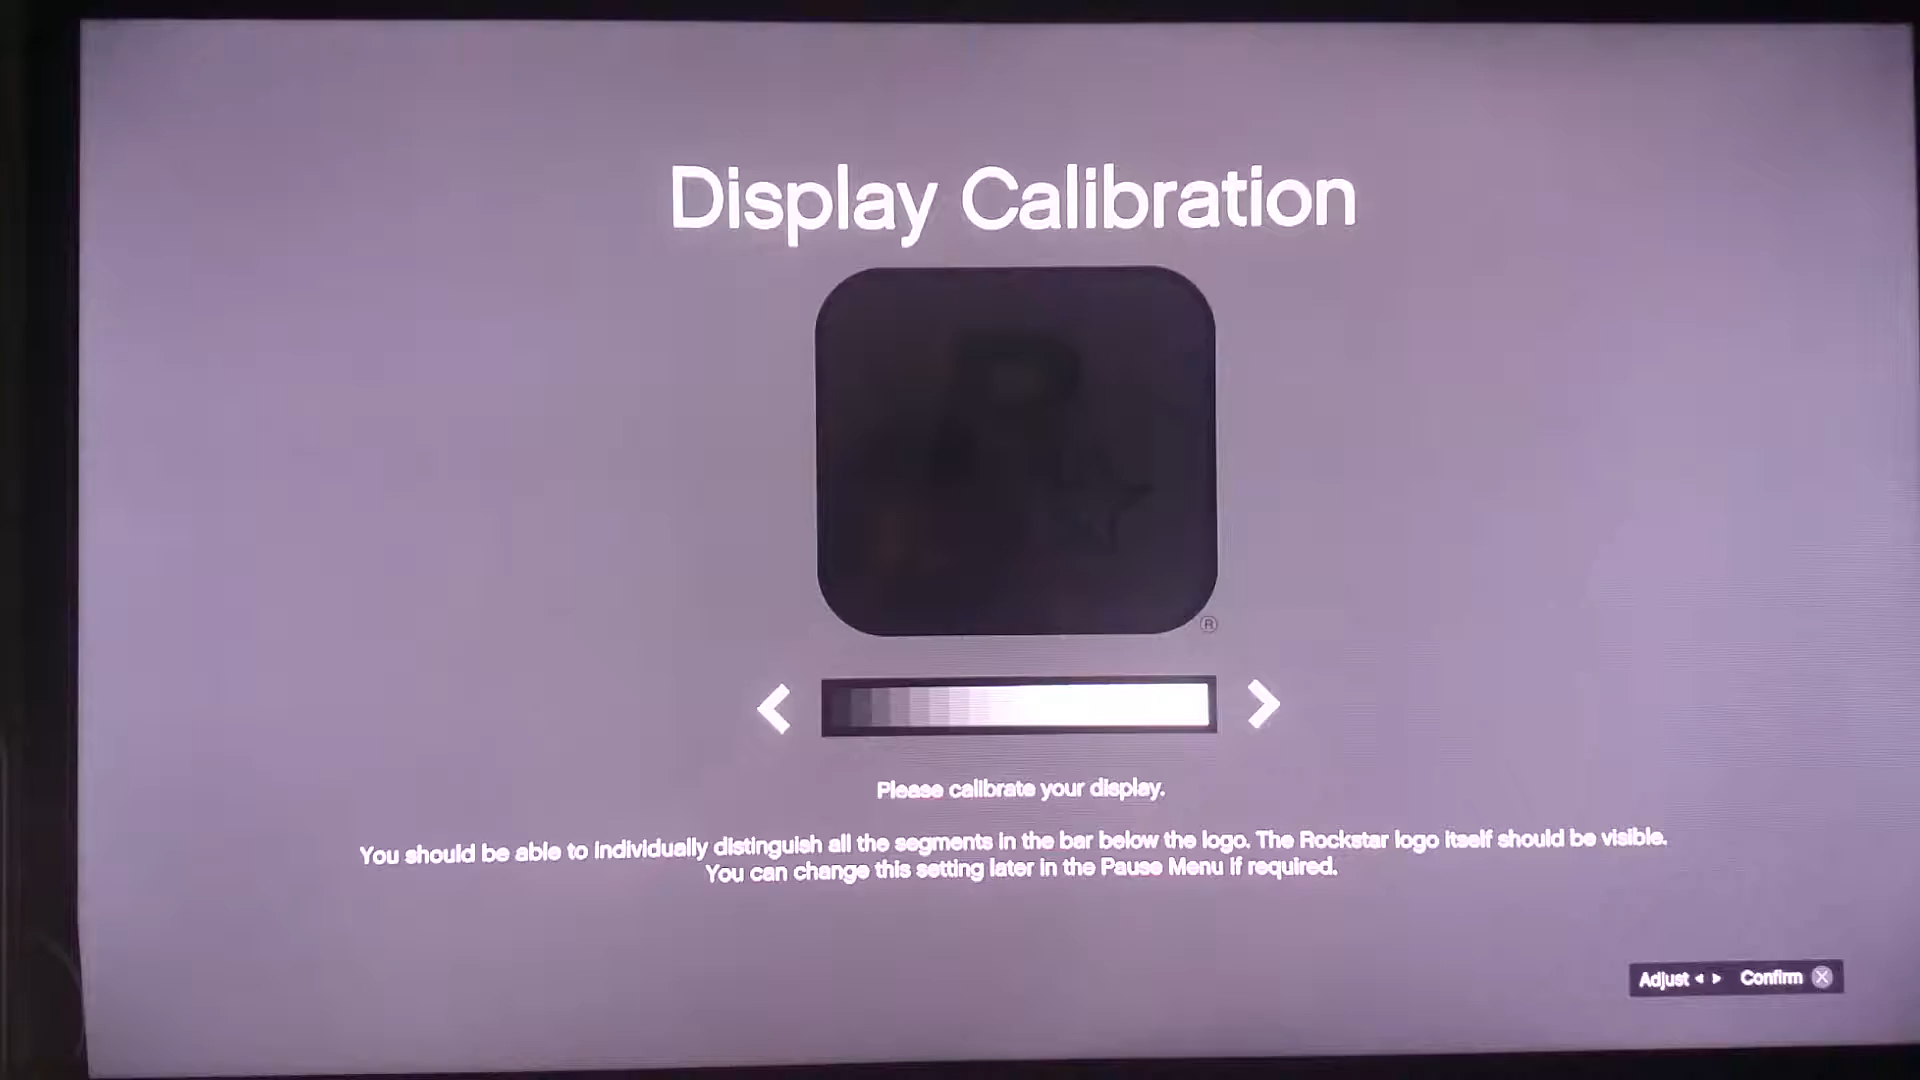 Display Calibration
®
Please calibrate your display.
You should be able to individually distinguish all the segments in the bar below the logo. The Rockstar logo itself should be visible.
You can change this setting later in the Pause Menu if required.
Adjust Confirm